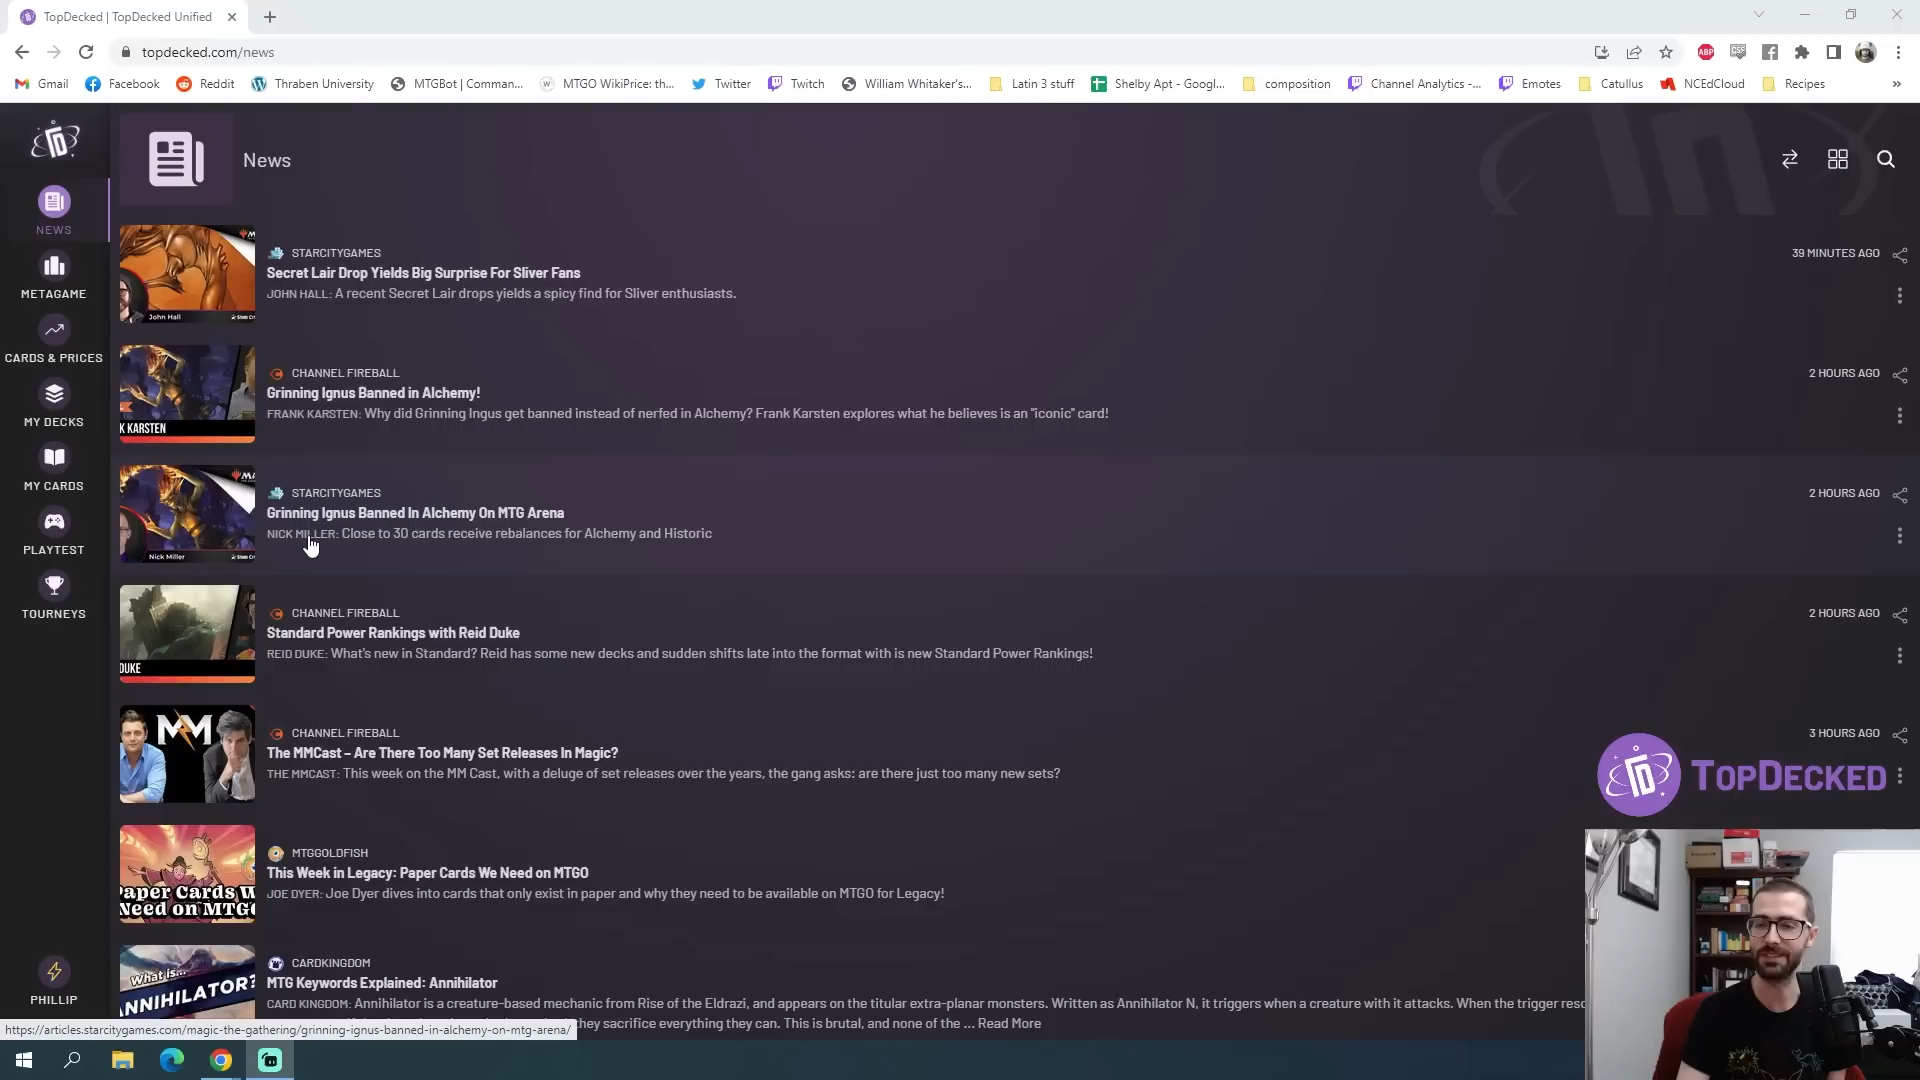 TopDecked | TopDecked Unified
topdecked.com/news
Gmail Facebook Reddit Thraben University MTGBot | Comman... MTGO WikiPrice: th... Twitter Twitch William Whitaker's... Latin 3 stuff Shelby Apt - Googl... composition Channel Analytics -... Emotes Catullus NCEdCloud Recipes »
News
NEWS
METAGAME
CARDS & PRICES
MY DECKS
MY CARDS
PLAYTEST
TOURNEYS
PHILLIP
STARCITYGAMES
39 MINUTES AGO
Secret Lair Drop Yields Big Surprise For Sliver Fans
JOHN HALL: A recent Secret Lair drops yields a spicy find for Sliver enthusiasts.
John Hall
CHANNEL FIREBALL
2 HOURS AGO
Grinning Ignus Banned in Alchemy!
FRANK KARSTEN: Why did Grinning Ingus get banned instead of nerfed in Alchemy? Frank Karsten explores what he believes is an "iconic" card!
K KARSTEN
STARCITYGAMES
2 HOURS AGO
Grinning Ignus Banned In Alchemy On MTG Arena
NICK MILLER: Close to 30 cards receive rebalances for Alchemy and Historic
Nick Miller
CHANNEL FIREBALL
2 HOURS AGO
Standard Power Rankings with Reid Duke
REID DUKE: What's new in Standard? Reid has some new decks and sudden shifts late into the format with is new Standard Power Rankings!
DUKE
CHANNEL FIREBALL
3 HOURS AGO
The MMCast – Are There Too Many Set Releases In Magic?
THE MMCAST: This week on the MM Cast, with a deluge of set releases over the years, the gang asks: are there just too many new sets?
MM
TOPDECKED
MTGGOLDFISH
This Week in Legacy: Paper Cards We Need on MTGO
JOE DYER: Joe Dyer dives into cards that only exist in paper and why they need to be available on MTGO for Legacy!
Paper Cards W
Need on MTGO
CARDKINGDOM
MTG Keywords Explained: Annihilator
CARD KINGDOM: Annihilator is a creature-based mechanic from Rise of the Eldrazi, and appears on the titular extra-planar monsters. Written as Annihilator N, it triggers when a creature with it attacks. When the trigger reso
they sacrifice everything they can. This is brutal, and none of the ... Read More
What is...
ANNIHILATOR?
https://articles.starcitygames.com/magic-the-gathering/grinning-ignus-banned-in-alchemy-on-mtg-arena/